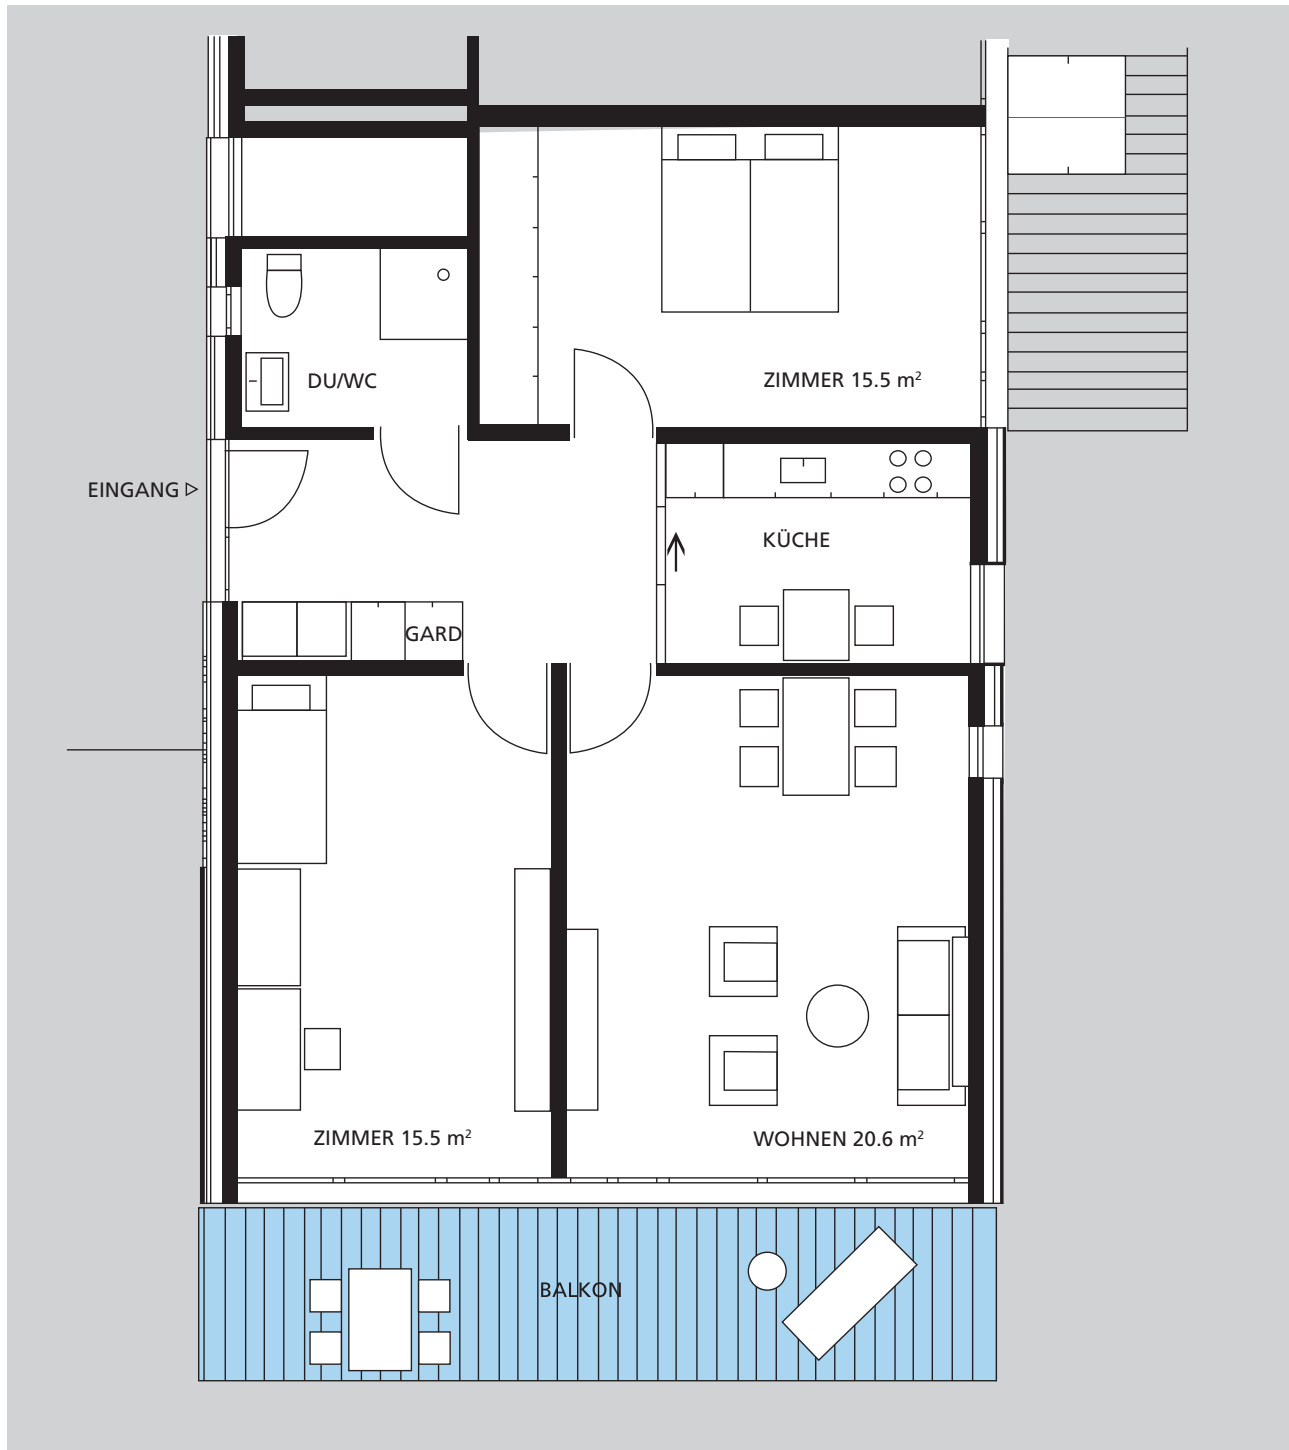 DU/WC
ZIMMER 15.5 m²
EINGANG
KÜCHE
GARD
ZIMMER 15.5 m²
WOHNEN 20.6 m²
BALKON